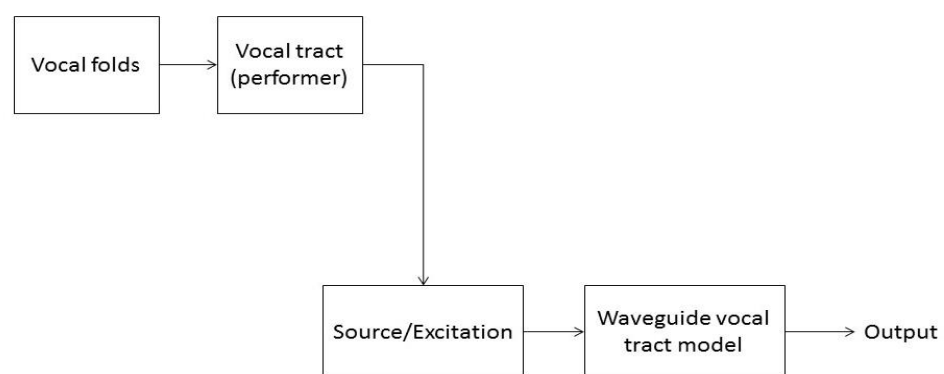 Vocal folds
Vocal tract
(performer)
Source/Excitation
Waveguide vocal
tract model
Output